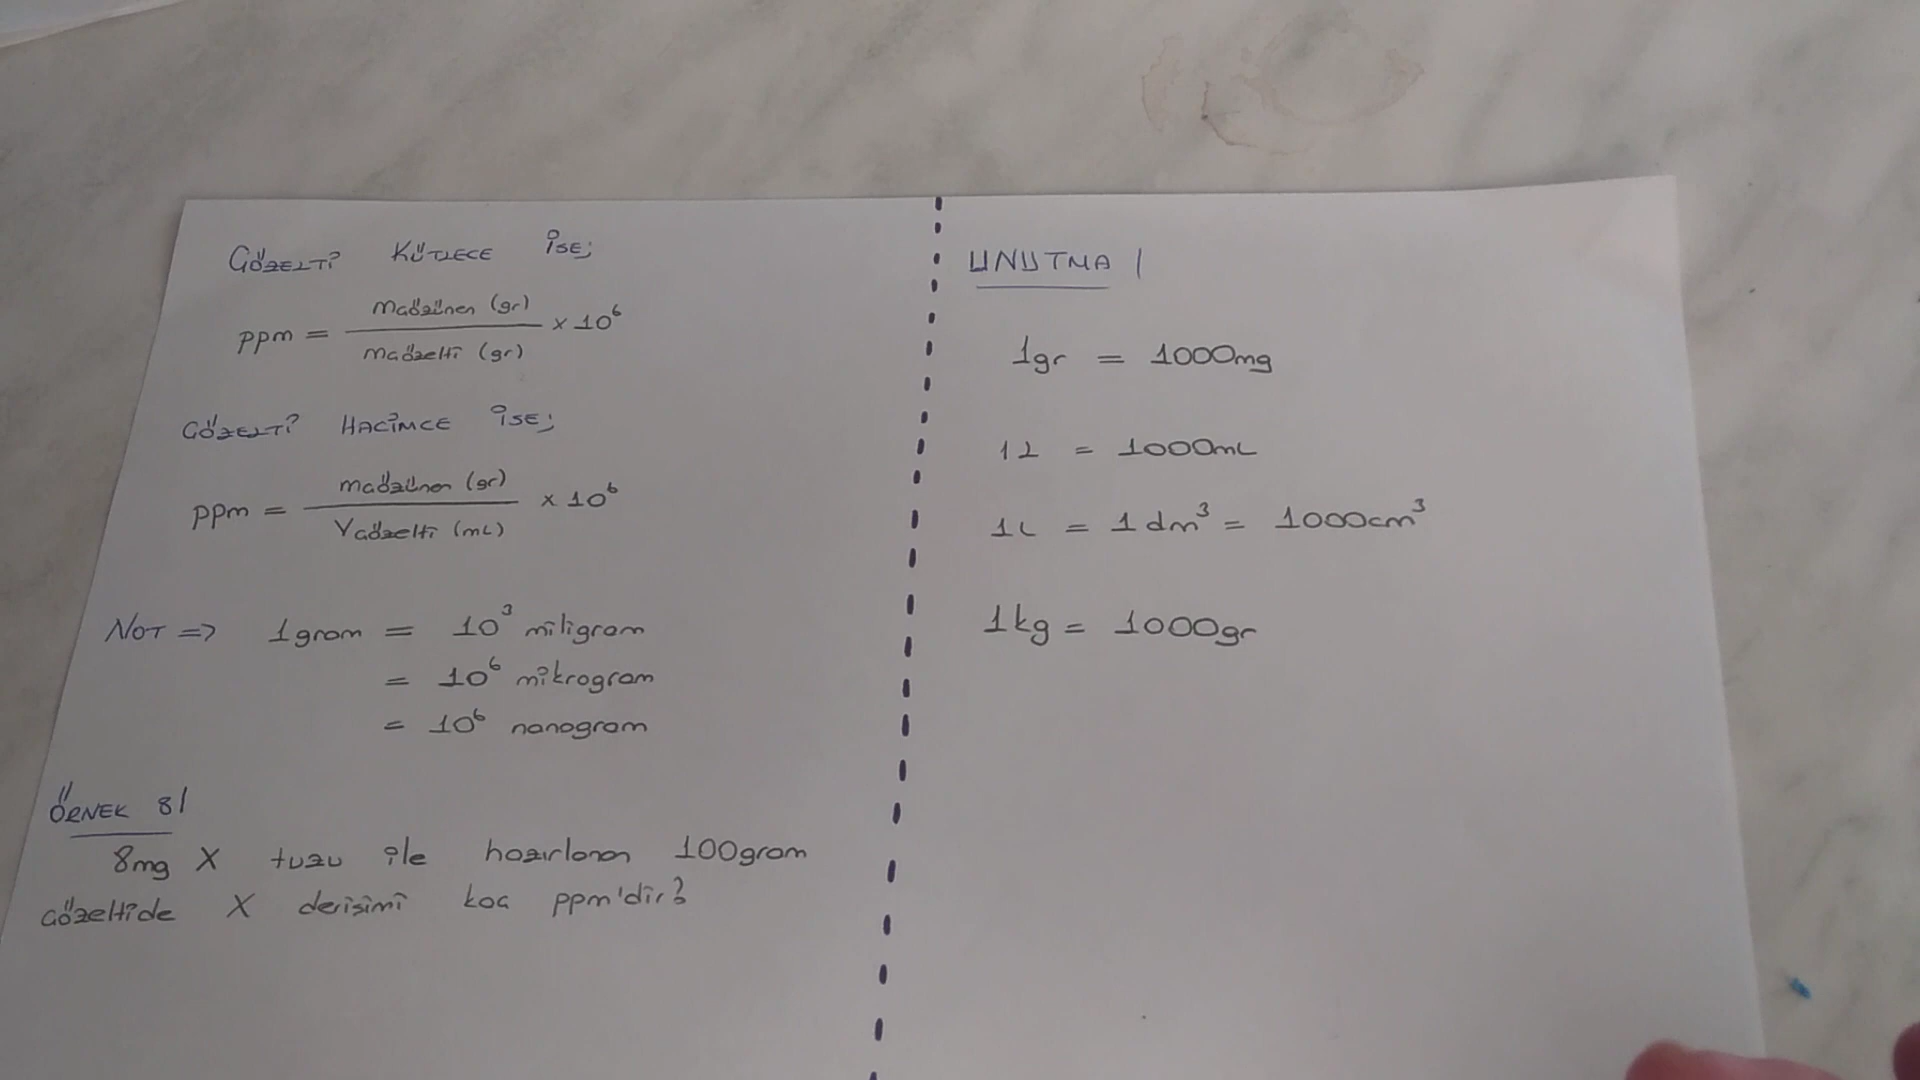 ÇÖZELTİ KÜTLECE İSE;
ppm = mçözünen (gr) / mçözelti (gr) x 10⁶
ÇÖZELTİ HACİMCE İSE;
ppm = mçözünen (gr) / Vçözelti (mL) x 10⁶
NOT => 1gram = 10³ miligram
= 10⁶ mikrogram
= 10⁶ nanogram
ÖRNEK 8/
8mg X tuzu ile hazırlanan 100gram
çözeltide X derişimi kaç ppm'dir?
UNUTMA /
1gr = 1000mg
1L = 1000mL
1L = 1dm³ = 1000cm³
1kg = 1000gr